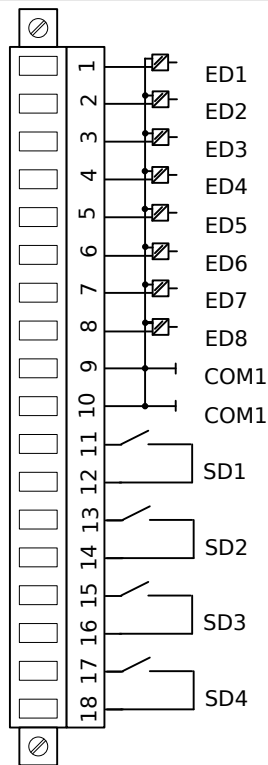 1 ED1
2 ED2
3 ED3
4 ED4
5 ED5
6 ED6
7 ED7
8 ED8
9 COM1
10 COM1
11
12 SD1
13
14 SD2
15
16 SD3
17
18 SD4